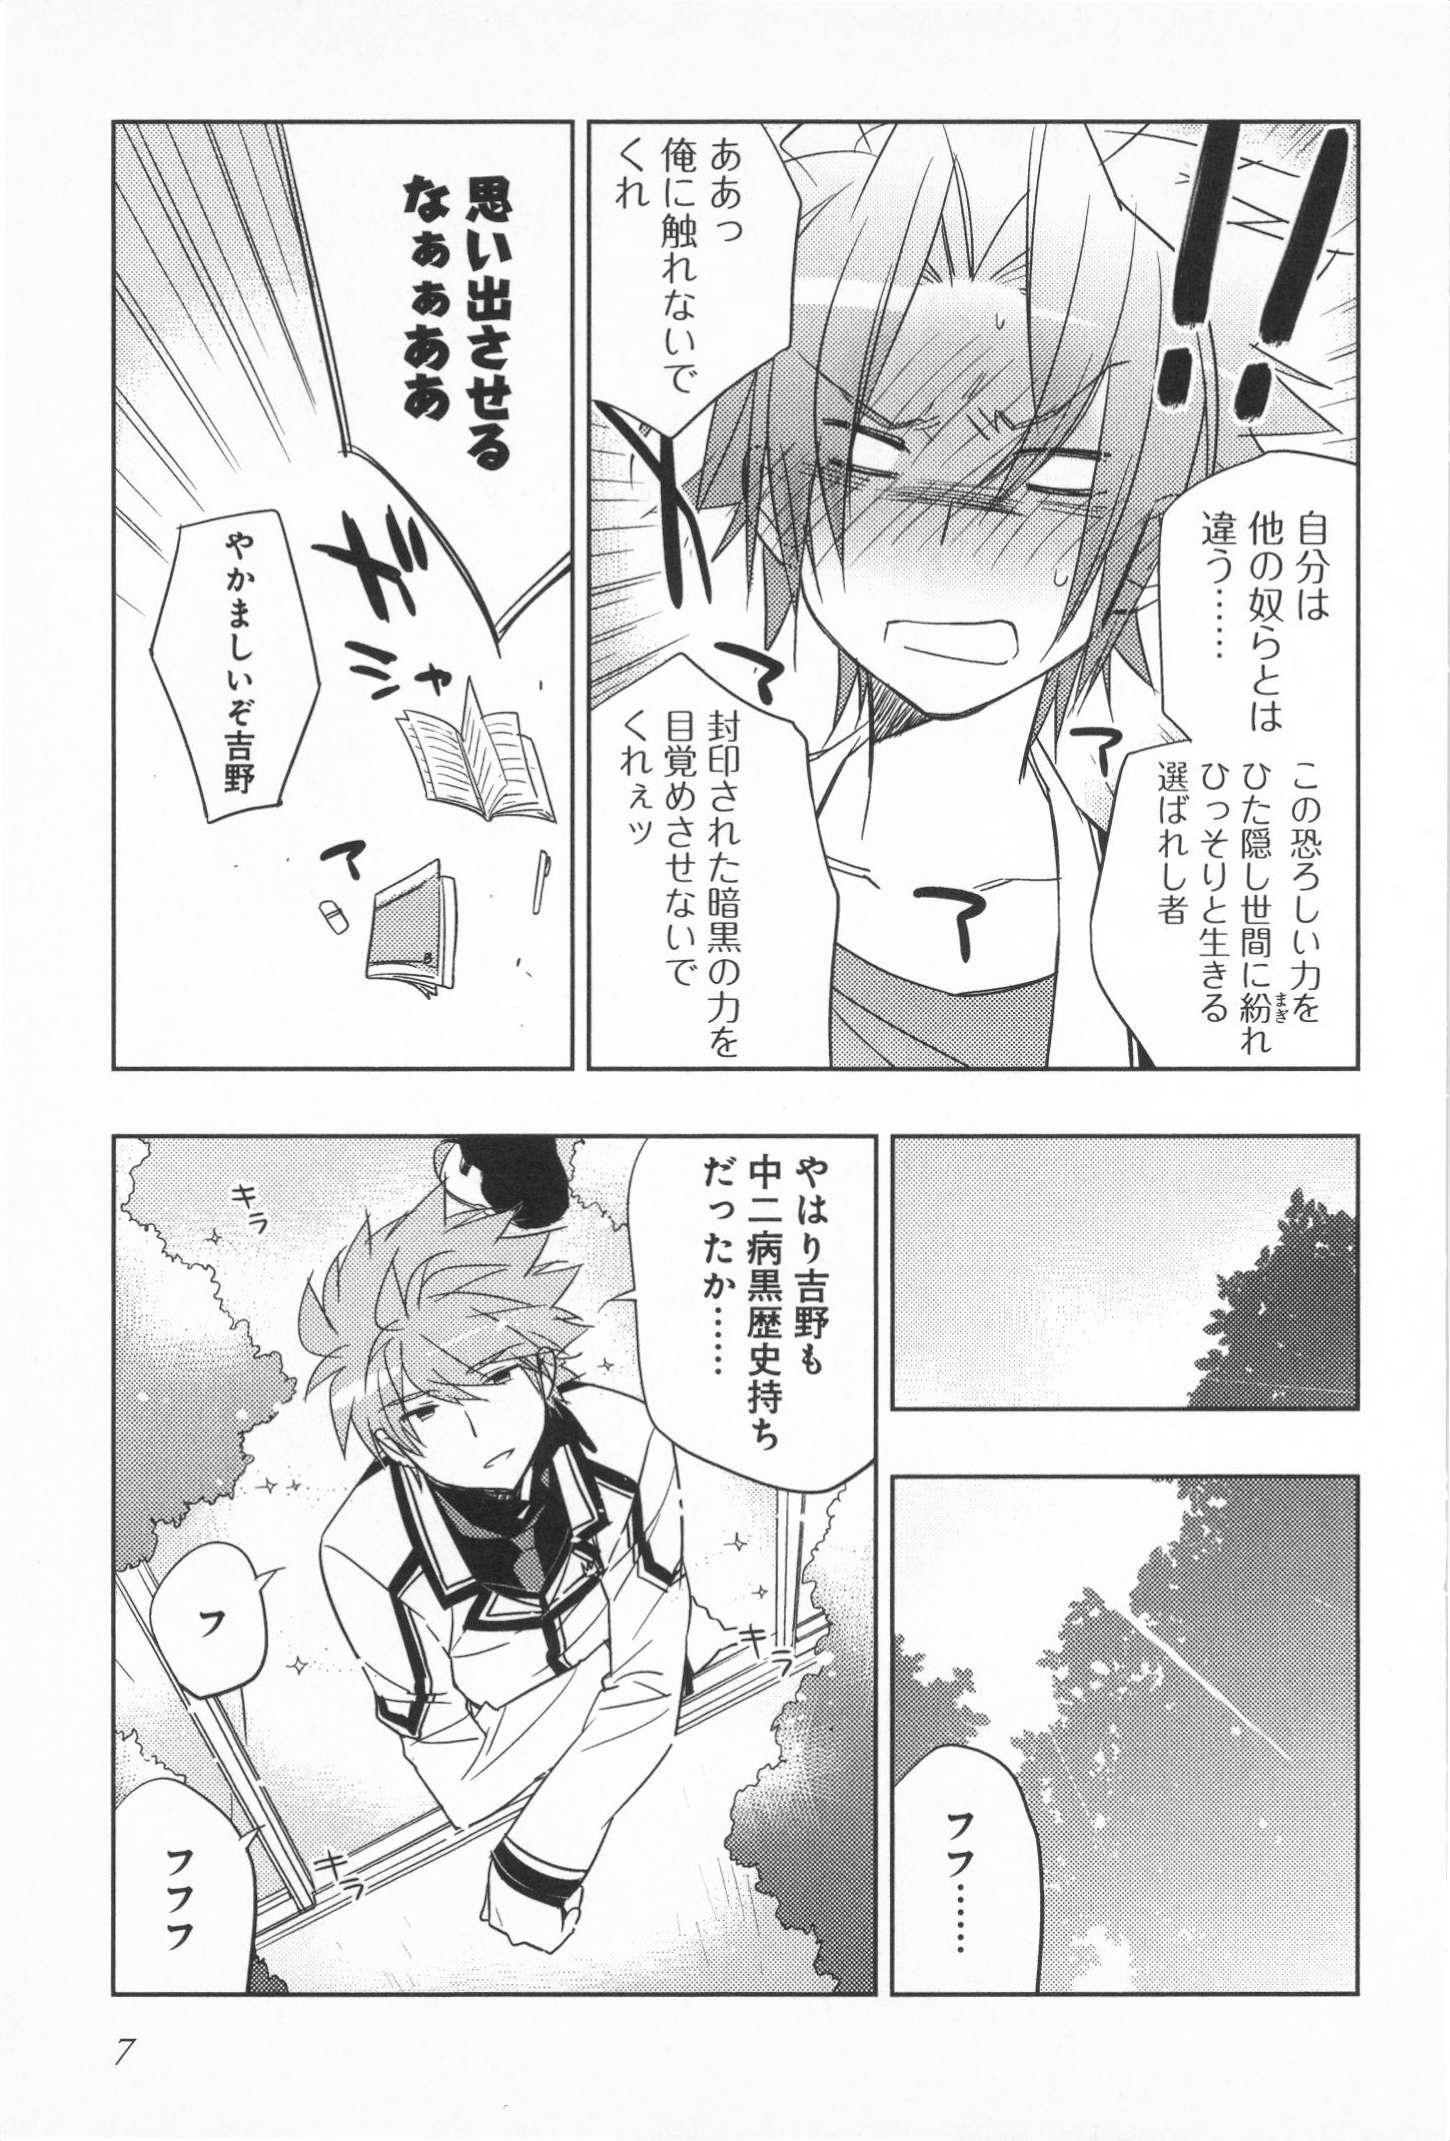 !!
自分は
他の奴らとは
違う……
この恐ろしい力を
ひた隠し世間に紛れ
まぎ
ひっそりと生きる
選ばれし者
ああっ
俺に触れないで
くれ
封印された暗黒の力を
目覚めさせないで
くれぇッ
思い出させる
なぁぁああ
ギシャ
やかましいぞ吉野
フフ……
やはり吉野も
中二病黒歴史持ち
だったか……
キラ
キラ
キラ
フ
フフフ
7